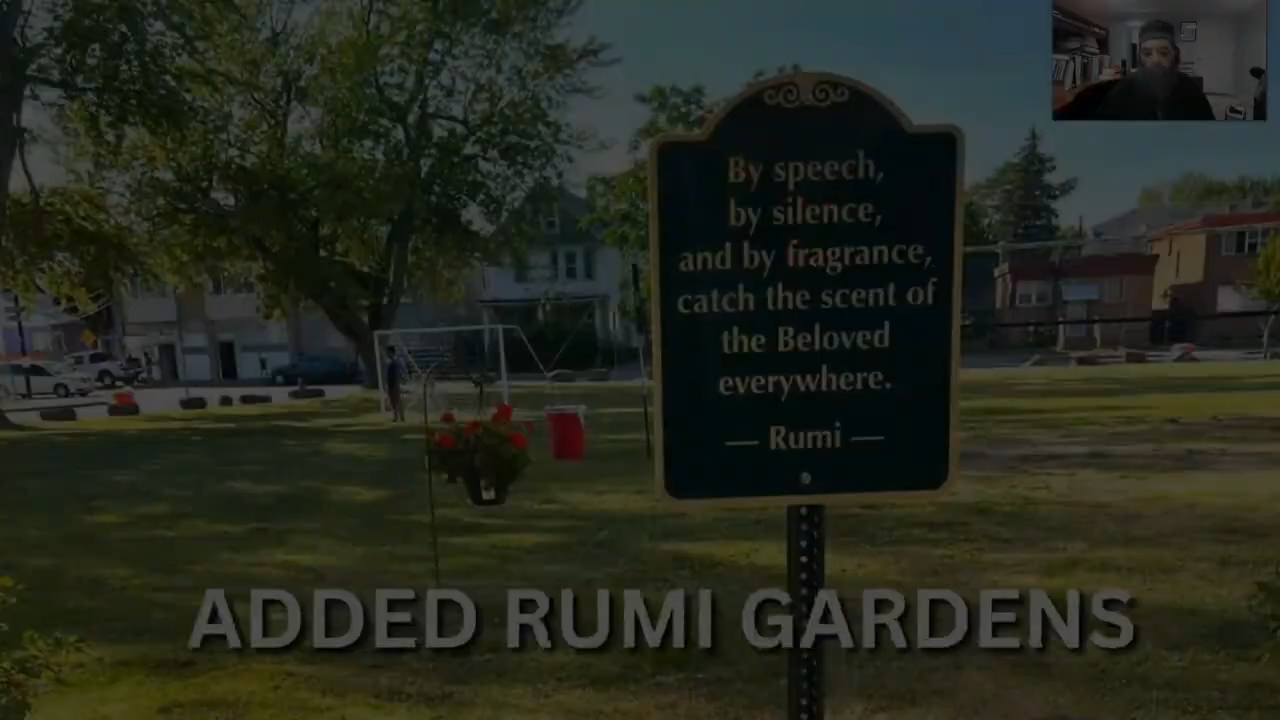 By speech,
by silence,
and by fragrance,
catch the scent of
the Beloved
everywhere.
— Rumi —
ADDED RUMI GARDENS